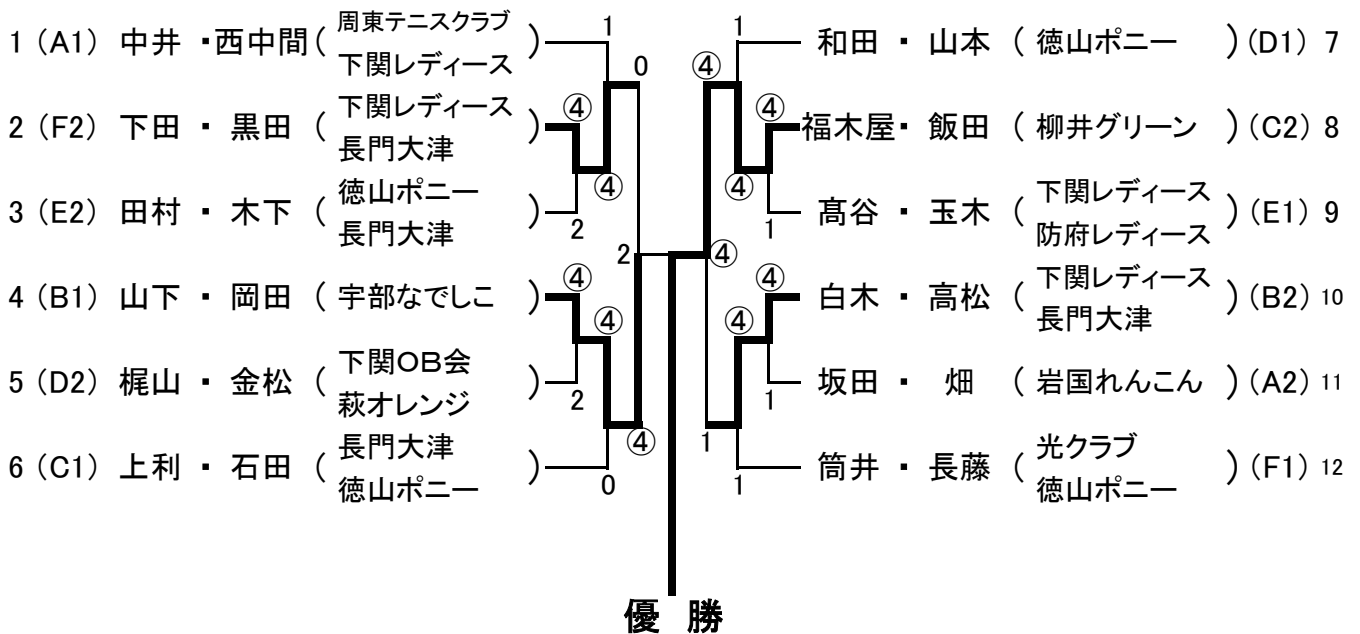 1 (A1) 中井 ・西中間 ( 周東テニスクラブ
下関レディース )
2 (F2) 下田 ・ 黒田 ( 下関レディース
長門大津 )
3 (E2) 田村 ・ 木下 ( 徳山ポニー
長門大津 )
4 (B1) 山下 ・ 岡田 ( 宇部なでしこ )
5 (D2) 梶山 ・ 金松 ( 下関OB会
萩オレンジ )
6 (C1) 上利 ・ 石田 ( 長門大津
徳山ポニー )
1
0
④
④
2
2
④
④
2
④
0
1
④
④
④
1
④
④
④
1
1
1
和田 ・ 山本 ( 徳山ポニー ) (D1) 7
福木屋・ 飯田 ( 柳井グリーン ) (C2) 8
髙谷 ・ 玉木 ( 下関レディース
防府レディース ) (E1) 9
白木 ・ 高松 ( 下関レディース
長門大津 ) (B2) 10
坂田 ・ 畑 ( 岩国れんこん ) (A2) 11
筒井 ・ 長藤 ( 光クラブ
徳山ポニー ) (F1) 12
優 勝